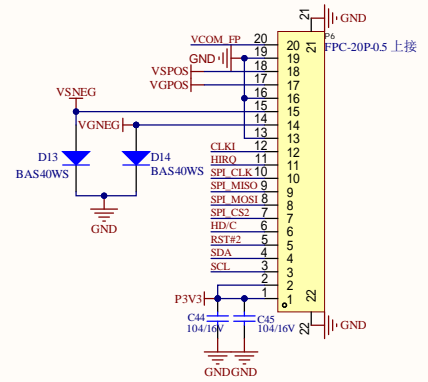 21
GND
P6
FPC-20P-0.5 上接
VCOM_FP 20 20 21
GND 19 19
VSPOS 18 18
VGPOS 17 17
16 16
VSNEG 15 15
VGNEG 14 14
13 13
CLKI 12 12
HIRQ 11 11
SPI_CLK 10 10
SPI_MISO 9 9
SPI_MOSI 8 8
SPI_CS2 7 7
HD/C 6 6
RST#2 5 5
SDA 4 4
SCL 3 3
2 2
P3V3 1 1 22
D13
BAS40WS
D14
BAS40WS
GND
C44
104/16V
C45
104/16V
22
GND
GND
GND